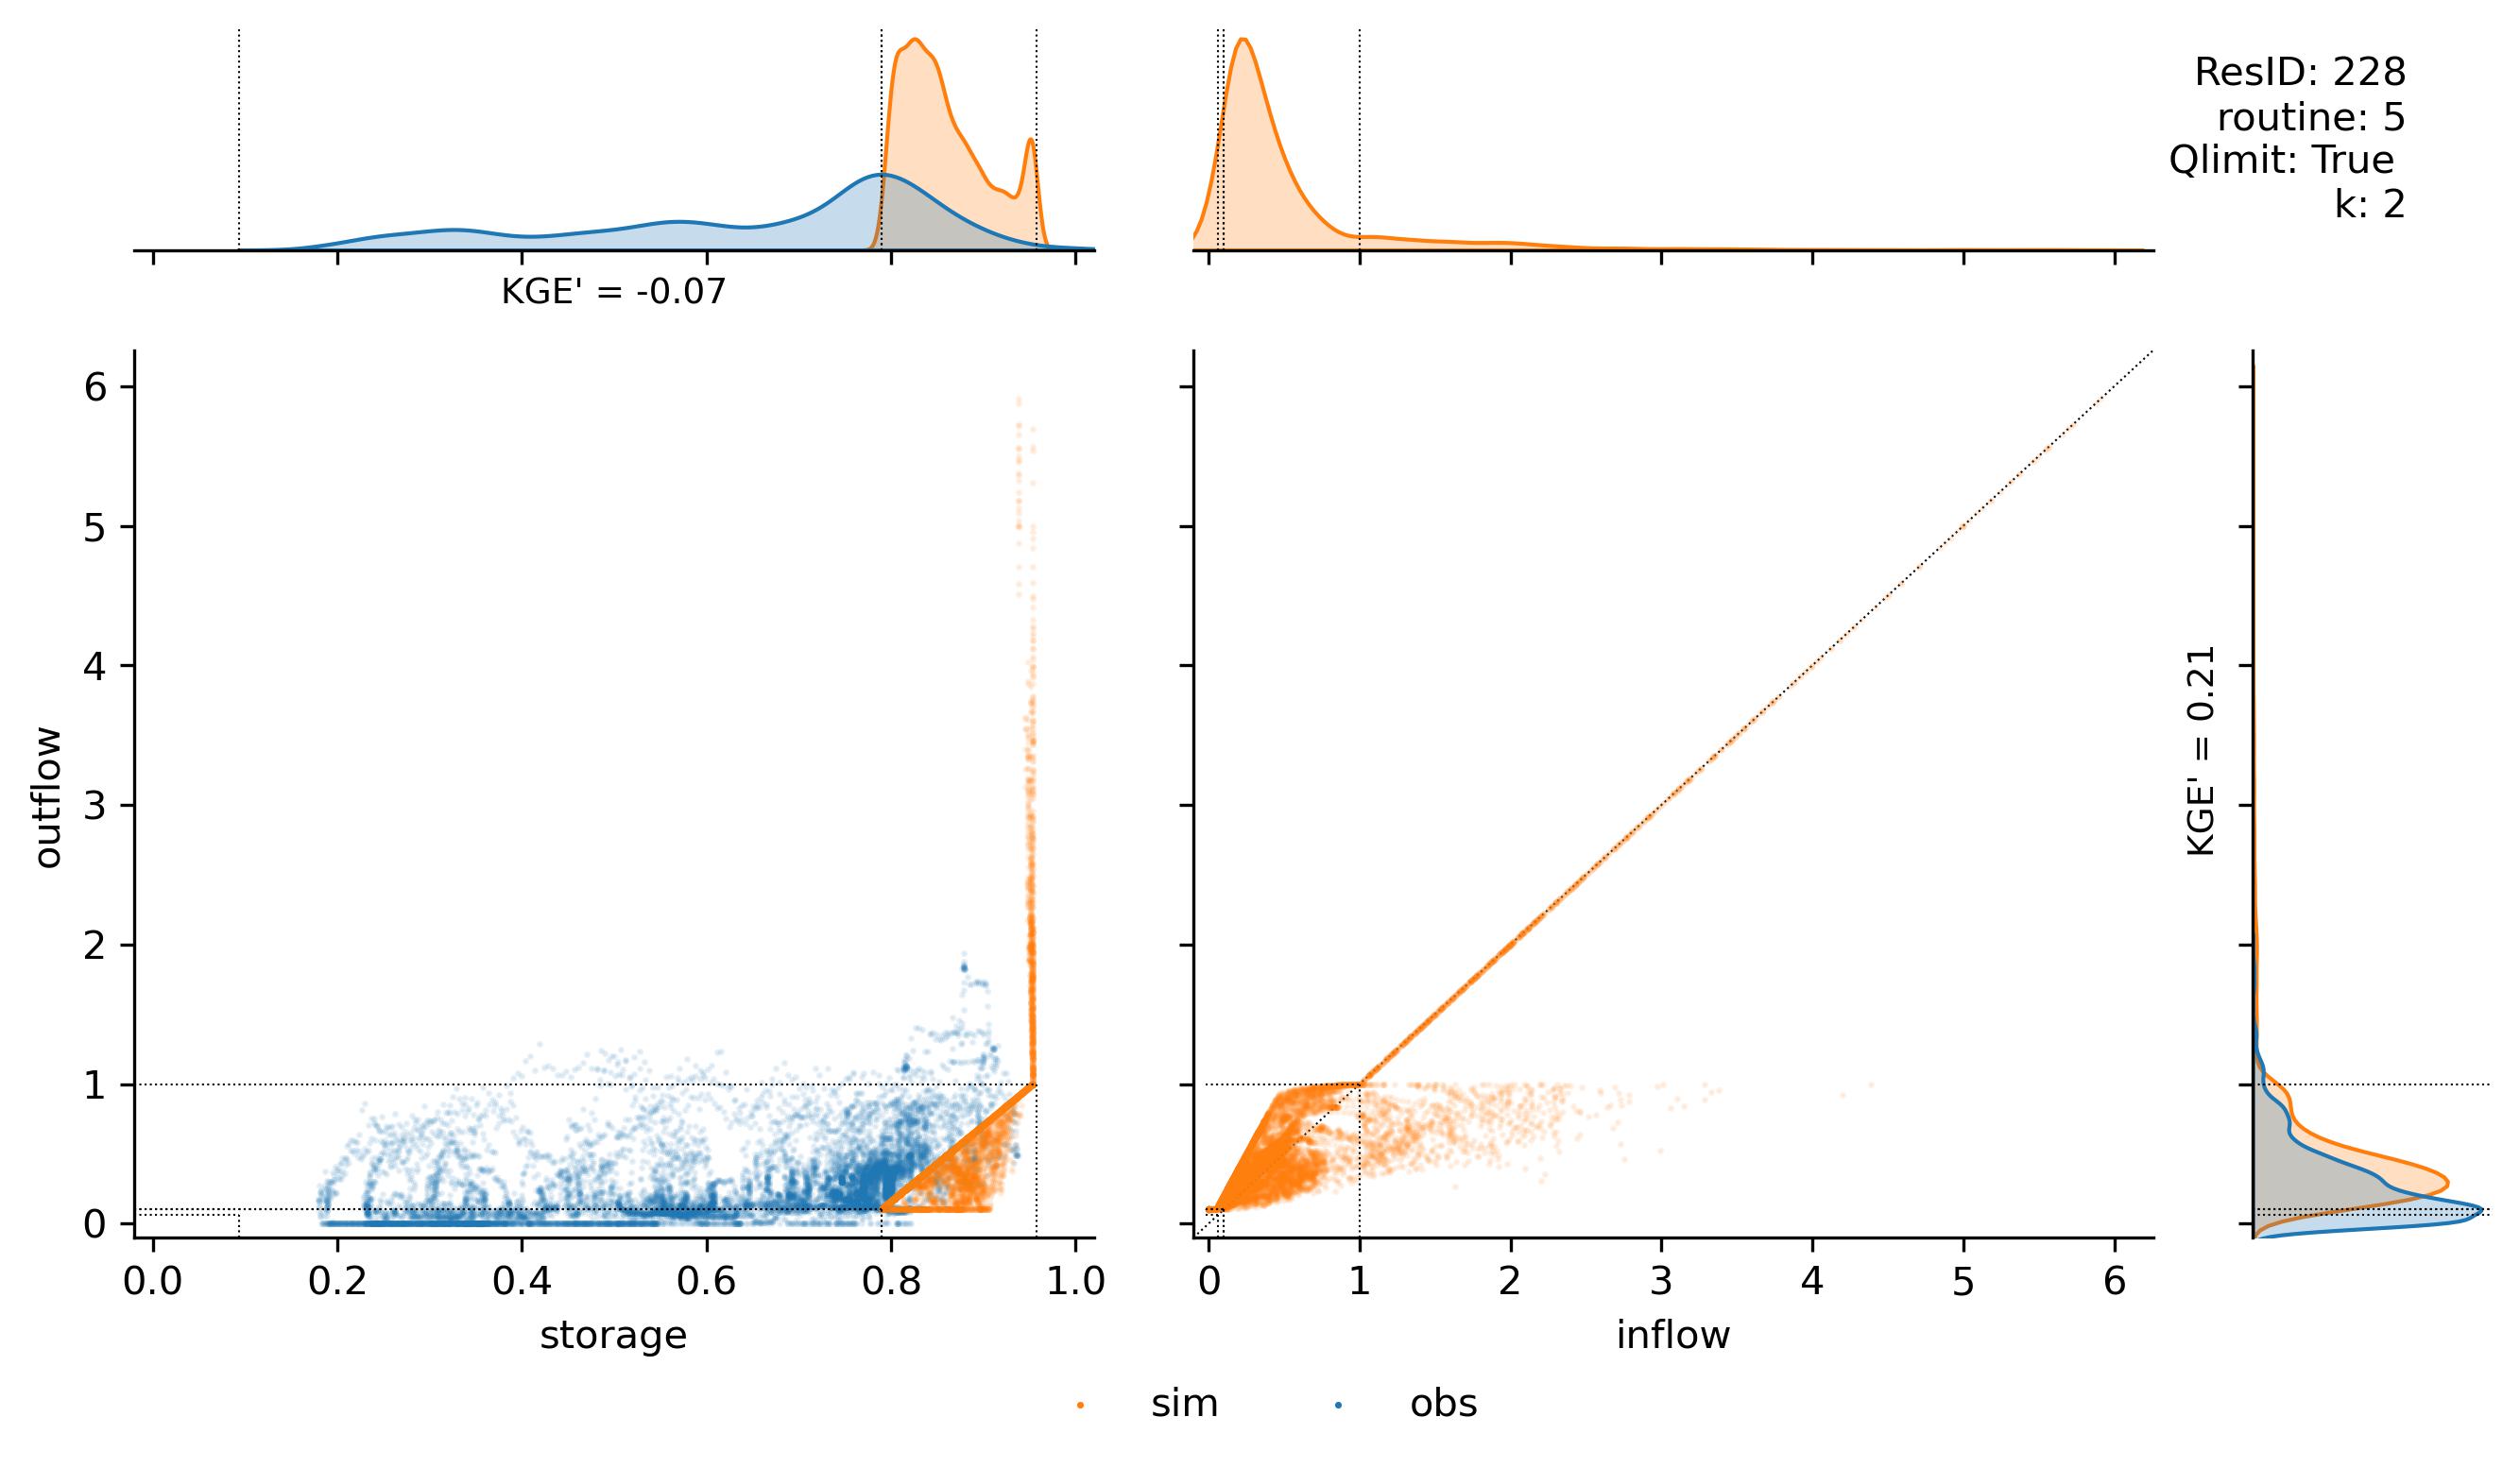 ResID: 228
routine: 5
Qlimit: True
k: 2
KGE' = -0.07
6
5
4
3
2
1
0
outflow
KGE' = 0.21
0.0 0.2 0.4 0.6 0.8 1.0
0 1 2 3 4 5 6
storage
inflow
sim obs